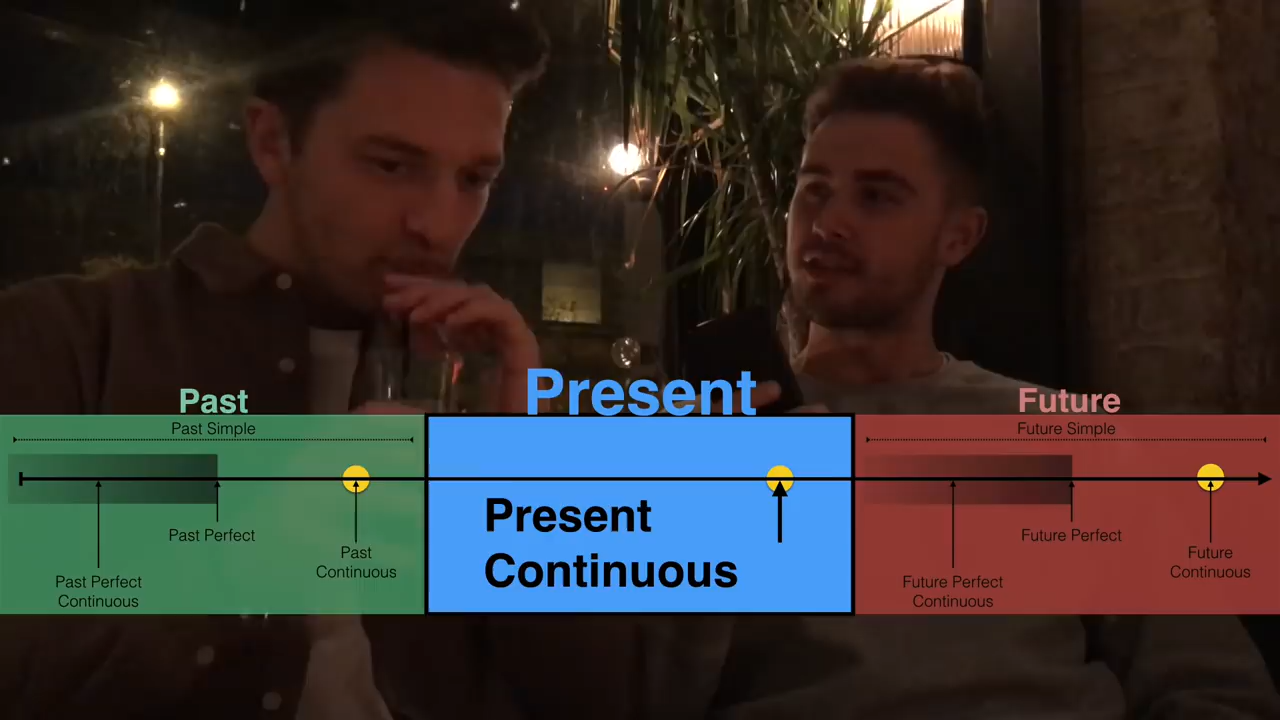 Past
Past Simple
Past Perfect
Past
Continuous
Past Perfect
Continuous
Present
Present
Continuous
Future
Future Simple
Future Perfect
Future
Continuous
Future Perfect
Continuous